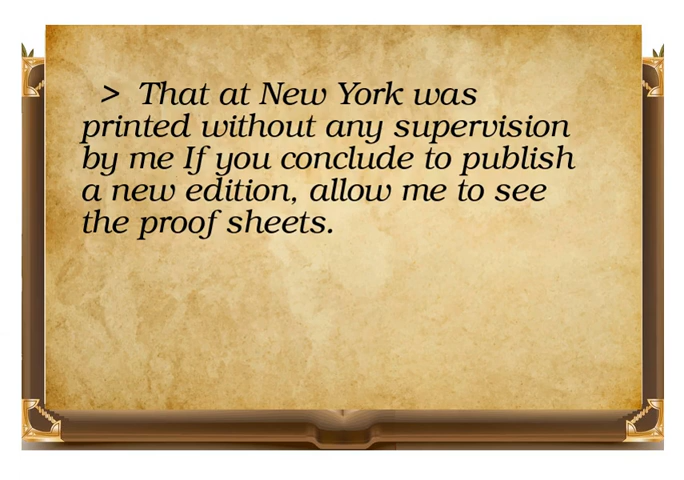 > That at New York was
printed without any supervision
by me If you conclude to publish
a new edition, allow me to see
the proof sheets.